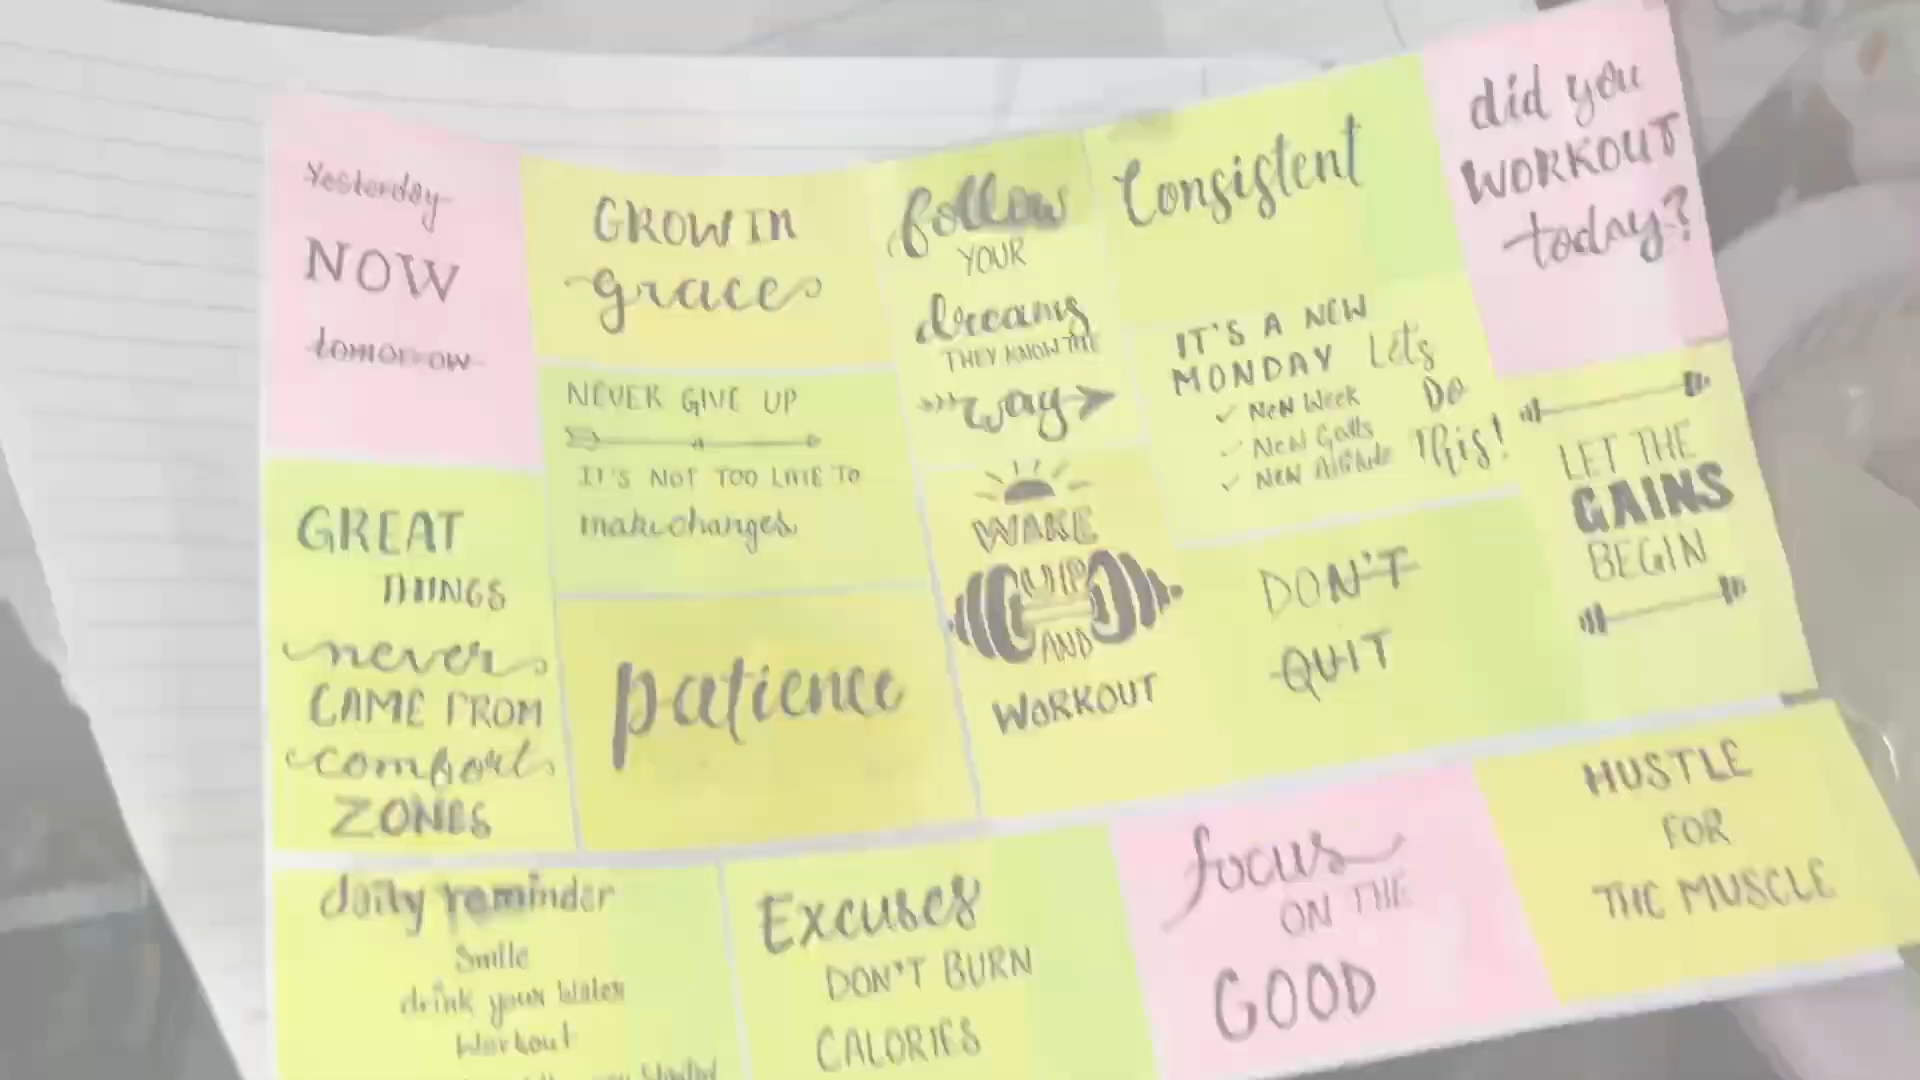 Yesterday
NOW
tomorrow
GREAT
THINGS
never
CAME FROM
comfort
ZONES
GROW IN
grace
NEVER GIVE UP
IT'S NOT TOO LATE TO
make changes
patience
follow
YOUR
dreams
THEY KNOW THE
way
WAKE
UP
AND
WORKOUT
Consistent
IT'S A NEW
MONDAY Let's
New Week Do
New Goals This!
New
DON'T
QUIT
did you
WORKOUT
today?
LET THE
GAINS
BEGIN
daily reminder
Smile
drink your Water
Workout
Started
Excuses
DON'T BURN
CALORIES
focus
ON THE
GOOD
HUSTLE
FOR
THE MUSCLE